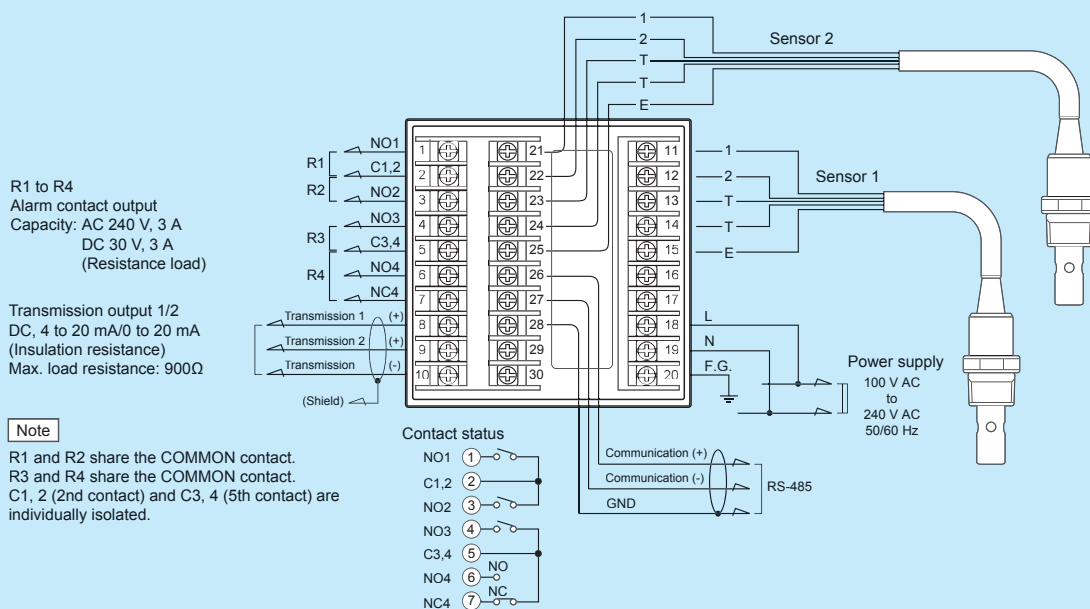 1
2
T
T
E
Sensor 2
R1 to R4
Alarm contact output
Capacity: AC 240 V, 3 A
DC 30 V, 3 A
(Resistance load)
R1
R2
R3
R4
NO1
C1,2
NO2
NO3
C3,4
NO4
NC4
Transmission output 1/2
DC, 4 to 20 mA/0 to 20 mA
(Insulation resistance)
Max. load resistance: 900Ω
Transmission 1 (+)
Transmission 2 (+)
Transmission (-)
(Shield)
1 21 11
2 22 12
3 23 13
4 24 14
5 25 15
6 26 16
7 27 17
8 28 18
9 29 19
10 30 20
1
2
T
T
E
Sensor 1
L
N
F.G.
Power supply
100 V AC
to
240 V AC
50/60 Hz
Note
R1 and R2 share the COMMON contact.
R3 and R4 share the COMMON contact.
C1, 2 (2nd contact) and C3, 4 (5th contact) are
individually isolated.
Contact status
NO1 1
C1,2 2
NO2 3
NO3 4
C3,4 5
NO4 6 NO
NC4 7 NC
Communication (+)
Communication (-)
GND
RS-485